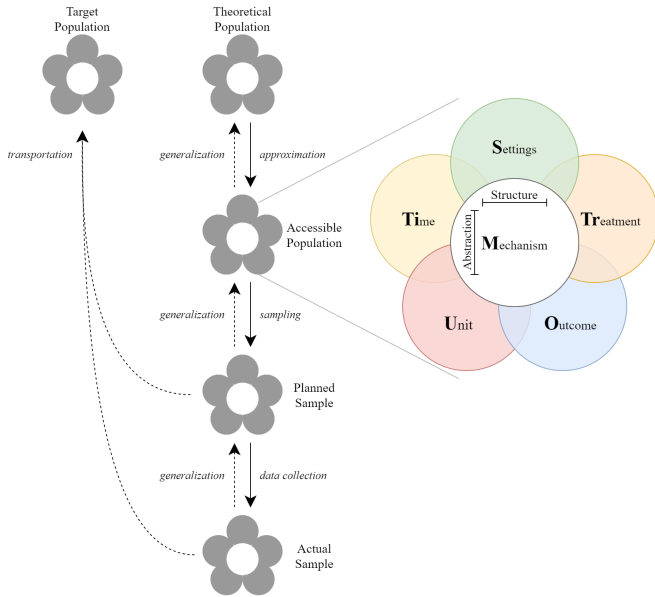 Target
Population
Theoretical
Population
transportation
generalization
approximation
Accessible
Population
generalization
sampling
Planned
Sample
generalization
data collection
Actual
Sample
Settings
Time
Structure
Treatment
Abstraction
Mechanism
Unit
Outcome